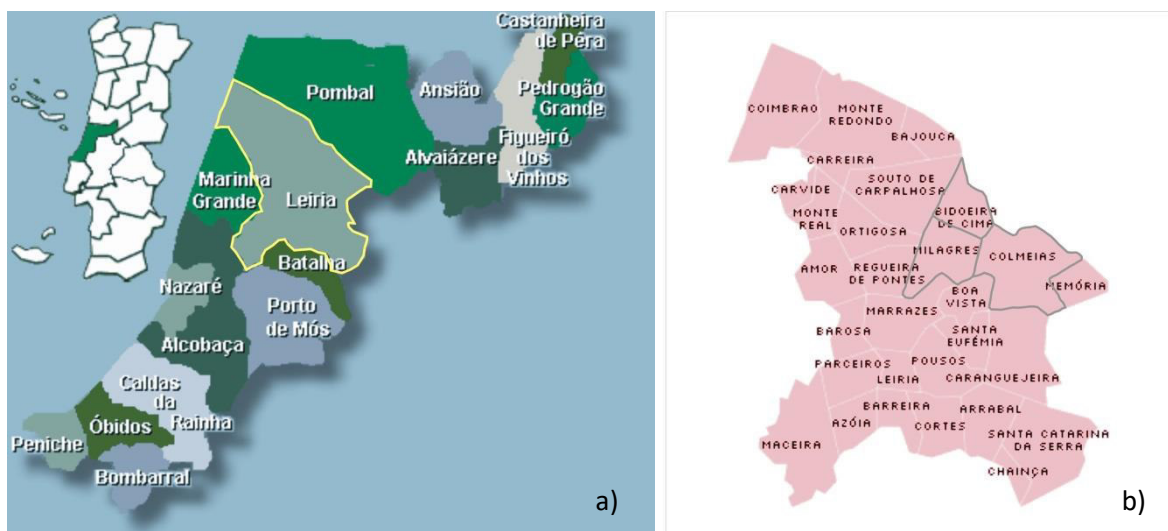 Castanheira
de Pêra
Pombal
Ansião
Pedrogão
Grande
Figueiró
dos
Vinhos
Alvaiázere
Marinha
Grande
Leiria
Batalha
Nazaré
Porto
de Mós
Alcobaça
Caldas
da
Rainha
Óbidos
Peniche
Bombarral
a)
COIMBRAO
MONTE
REDONDO
BAJOUCA
CARREIRA
SOUTO DE
CARPALHOSA
CARVIDE
MONTE
REAL
BIDOEIRA
DE CIMA
ORTIGOSA
MILAGRES
COLMEIAS
AMOR
REGUEIRA
DE PONTES
MEMÓRIA
BOA
VISTA
MARRAZES
BAROSA
SANTA
EUFÉMIA
PARCEIROS
POUSOS
LEIRIA
CARANGUEJEIRA
BARREIRA
ARRABAL
AZÓIA
CORTES
MACEIRA
SANTA CATARINA
DA SERRA
CHAINÇA
b)